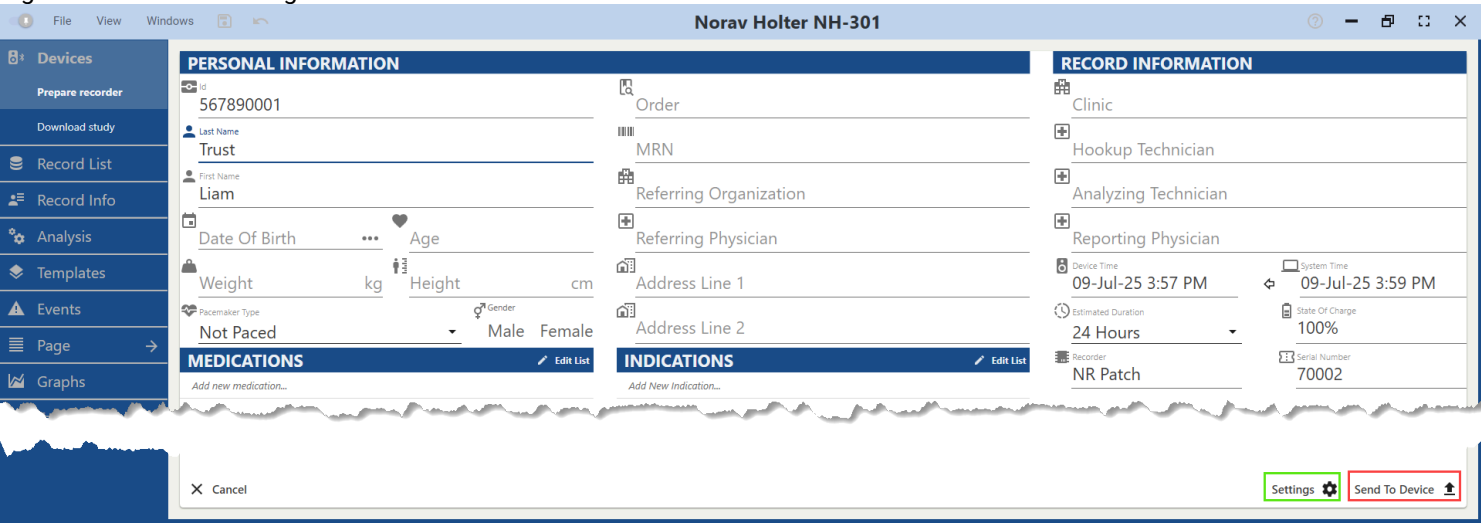 File View Windows Norav Holter NH-301
Devices
Prepare recorder
Download study
Record List
Record Info
Analysis
Templates
Events
Page
Graphs
PERSONAL INFORMATION
Id
567890001
Last Name
Trust
First Name
Liam
Date Of Birth ••• Age
Weight kg Height cm
Pacemaker Type Gender
Not Paced Male Female
MEDICATIONS Edit List
Add new medication...
Order
MRN
Referring Organization
Referring Physician
Address Line 1
Address Line 2
INDICATIONS Edit List
Add New Indication...
RECORD INFORMATION
Clinic
Hookup Technician
Analyzing Technician
Reporting Physician
Device Time System Time
09-Jul-25 3:57 PM 09-Jul-25 3:59 PM
Estimated Duration State Of Charge
24 Hours 100%
Recorder Serial Number
NR Patch 70002
Cancel Settings Send To Device